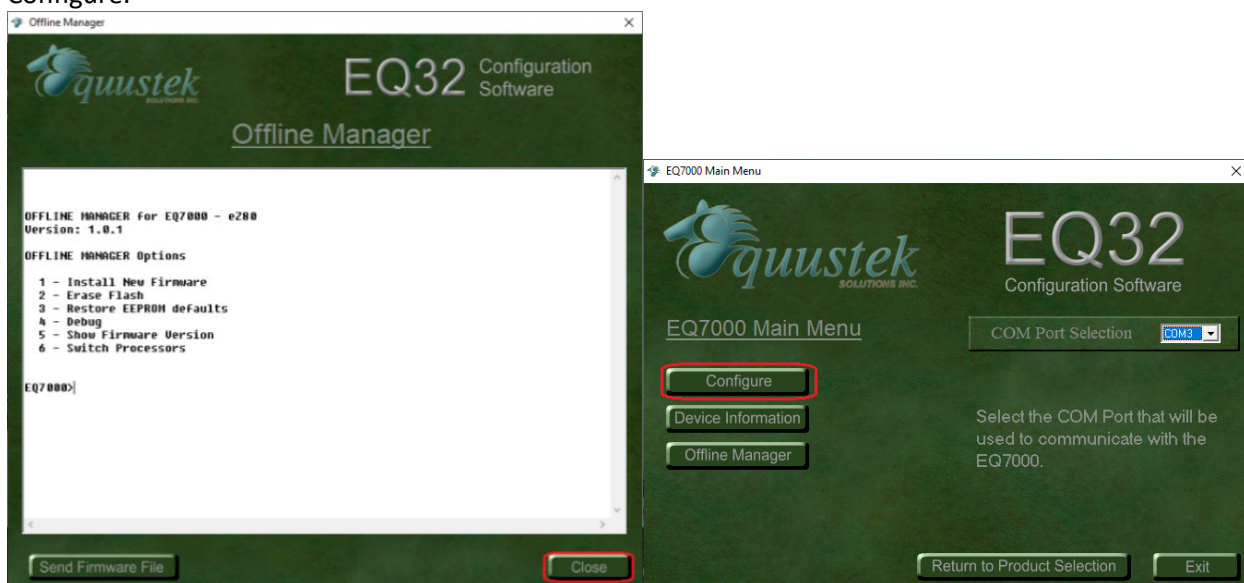 Configure.
Offline Manager
Equustek
SOLUTIONS INC.
EQ32 Configuration
Software
Offline Manager
OFFLINE MANAGER for EQ7000 - e280
Version: 1.0.1
OFFLINE MANAGER Options
1 - Install New Firmware
2 - Erase Flash
3 - Restore EEPROM defaults
4 - Debug
5 - Show Firmware Version
6 - Switch Processors
EQ7000>
Send Firmware File
Close
EQ7000 Main Menu
Equustek
SOLUTIONS INC.
EQ32
Configuration Software
EQ7000 Main Menu
COM Port Selection COM3
Configure
Device Information
Offline Manager
Select the COM Port that will be
used to communicate with the
EQ7000.
Return to Product Selection
Exit